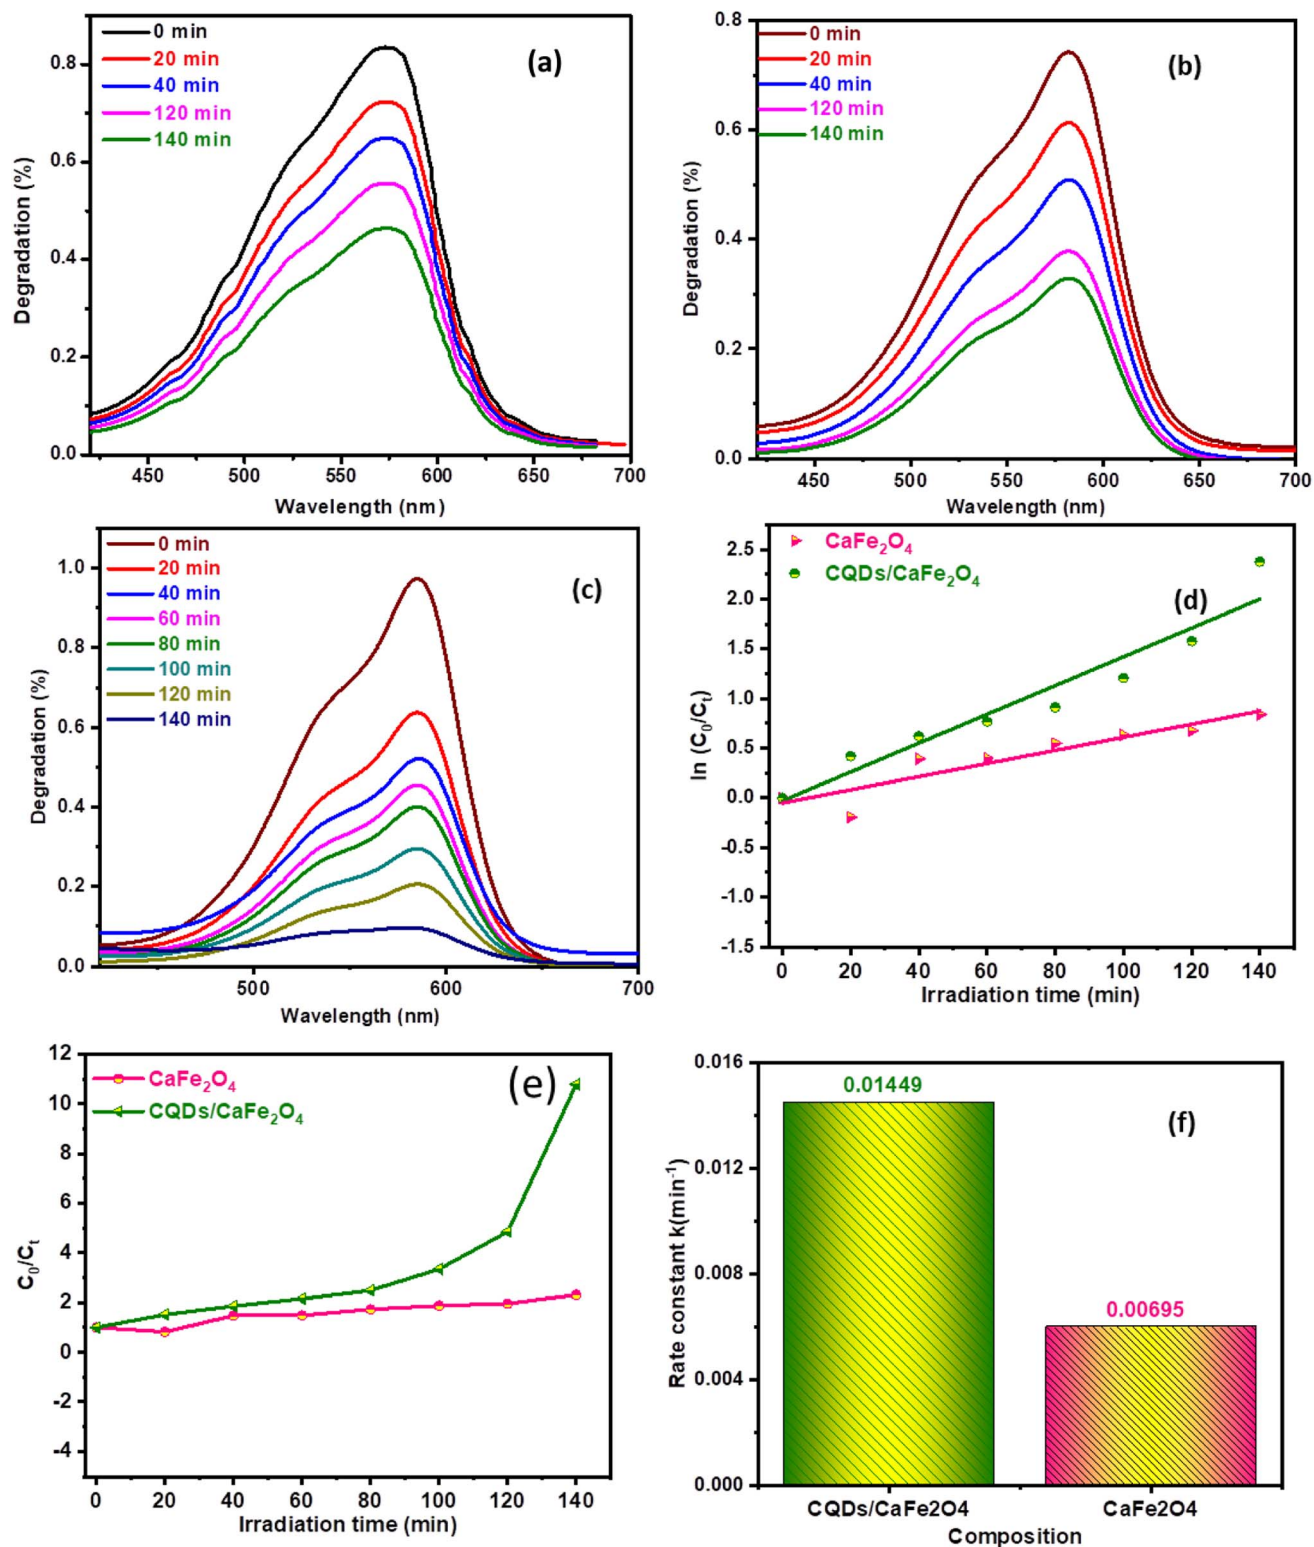 (a)
0 min
20 min
40 min
120 min
140 min
Degradation (%)
0.8
0.6
0.4
0.2
0.0
450 500 550 600 650 700
Wavelength (nm)
(b)
0 min
20 min
40 min
120 min
140 min
Degradation (%)
0.8
0.6
0.4
0.2
0.0
450 500 550 600 650 700
Wavelength (nm)
(c)
0 min
20 min
40 min
60 min
80 min
100 min
120 min
140 min
Degradation (%)
1.0
0.8
0.6
0.4
0.2
0.0
500 600 700
Wavelength (nm)
(d)
CaFe₂O₄
CQDs/CaFe₂O₄
ln (C₀/Cₜ)
2.5
2.0
1.5
1.0
0.5
0.0
-0.5
-1.0
-1.5
0 20 40 60 80 100 120 140
Irradiation time (min)
(e)
CaFe₂O₄
CQDs/CaFe₂O₄
C₀/Cₜ
12
10
8
6
4
2
0
-2
-4
0 20 40 60 80 100 120 140
Irradiation time (min)
(f)
0.01449
0.00695
Rate constant k(min⁻¹)
0.016
0.012
0.008
0.004
0.000
CQDs/CaFe2O4 CaFe2O4
Composition